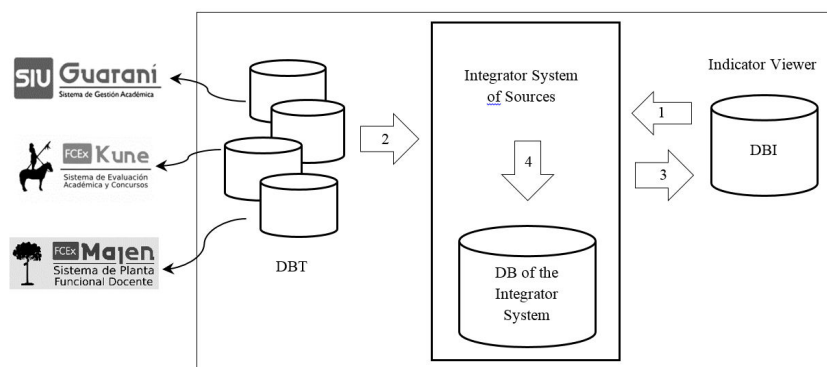 SIU Guaraní
Sistema de Gestión Académica
FCEx Kune
Sistema de Evaluación
Académica y Concursos
FCEx Majen
Sistema de Planta
Funcional Docente
DBT
2
Integrator System
of Sources
4
DB of the
Integrator
System
1
3
Indicator Viewer
DBI